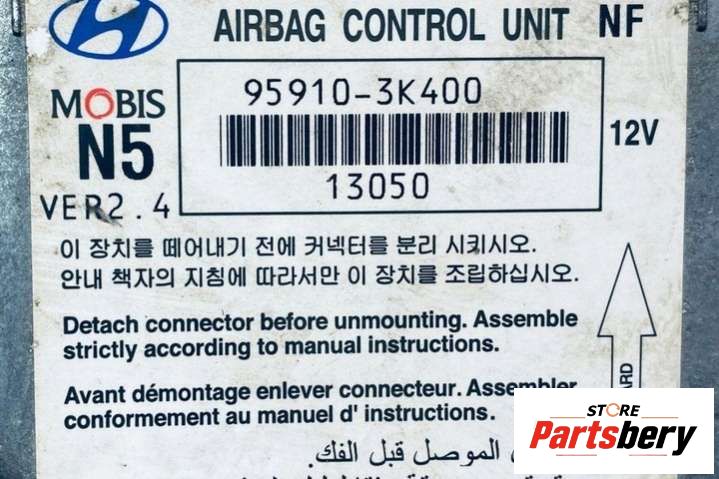 AIRBAG CONTROL UNIT NF
MOBIS
N5
VER2.4
95910-3K400
13050
12V
이 장치를 떼어내기 전에 커넥터를 분리 시키시오.
안내 책자의 지침에 따라서만 이 장치를 조립하십시오.
Detach connector before unmounting. Assemble
strictly according to manual instructions.
Avant démontage enlever connecteur. Assembler
conformement au manuel d' instructions.
الموصل قبل الفك.
STORE
Partsbery